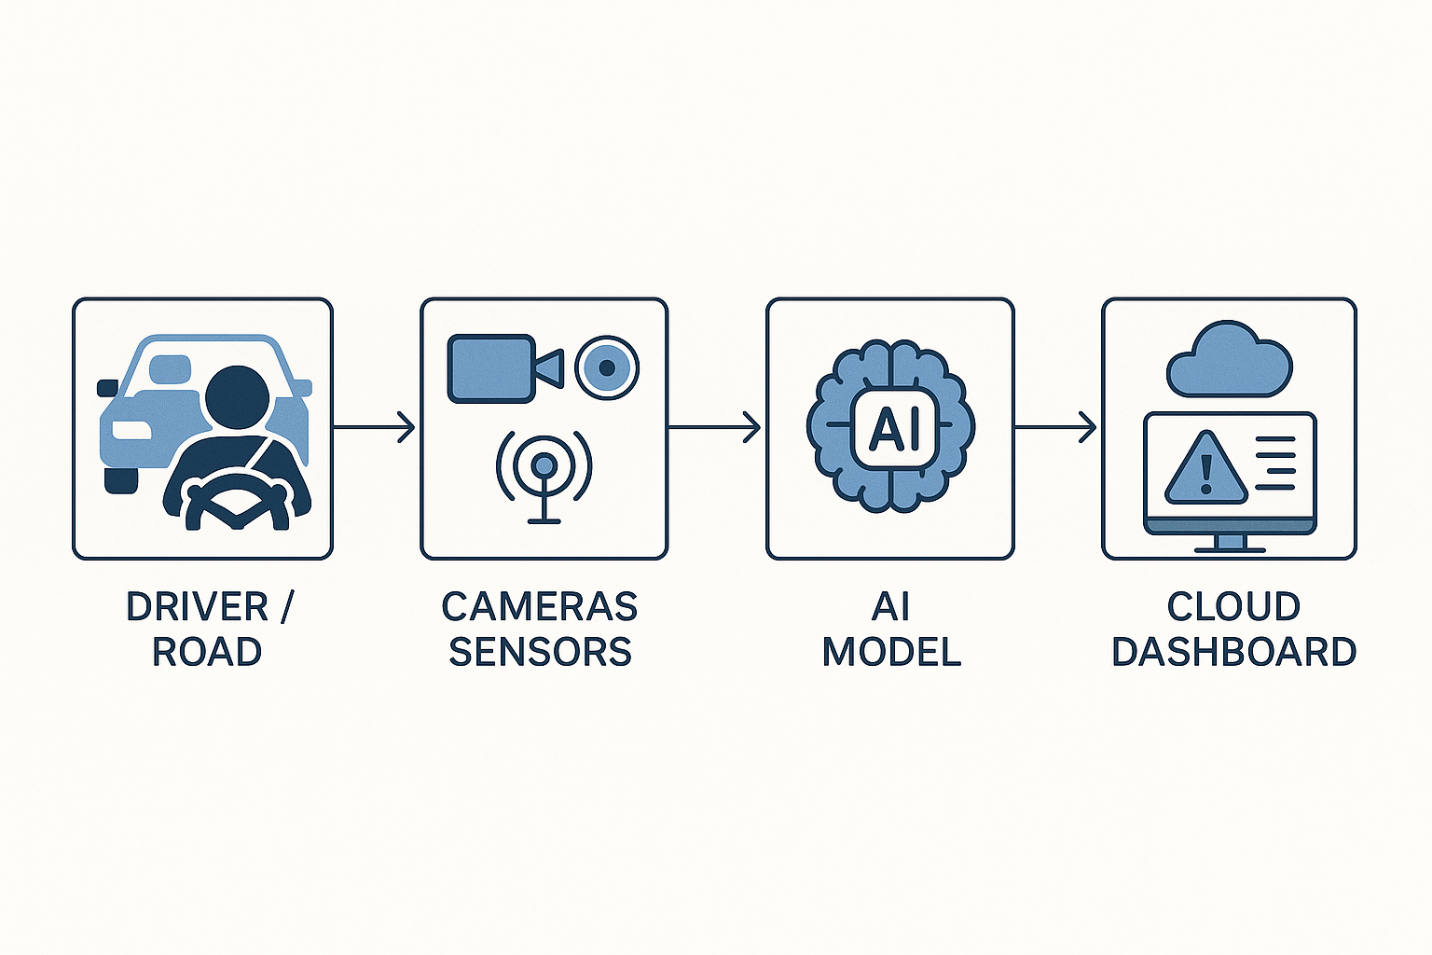 DRIVER /
ROAD
CAMERAS
SENSORS
AI
AI
MODEL
!
CLOUD
DASHBOARD